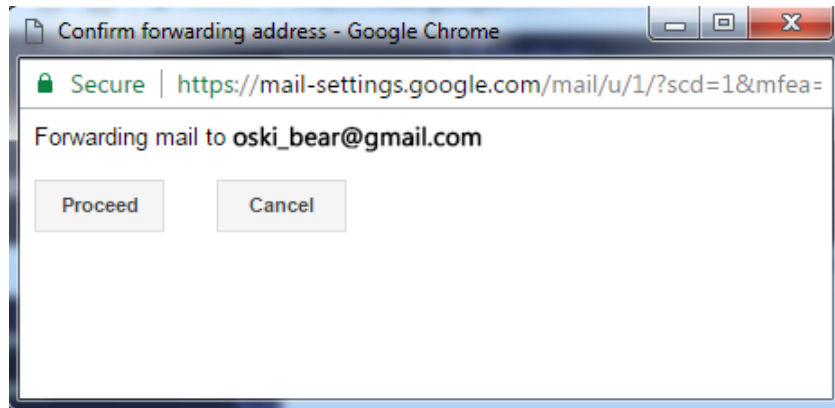 Confirm forwarding address - Google Chrome
Secure | https://mail-settings.google.com/mail/u/1/?scd=1&mfea=
Forwarding mail to oski_bear@gmail.com
Proceed Cancel